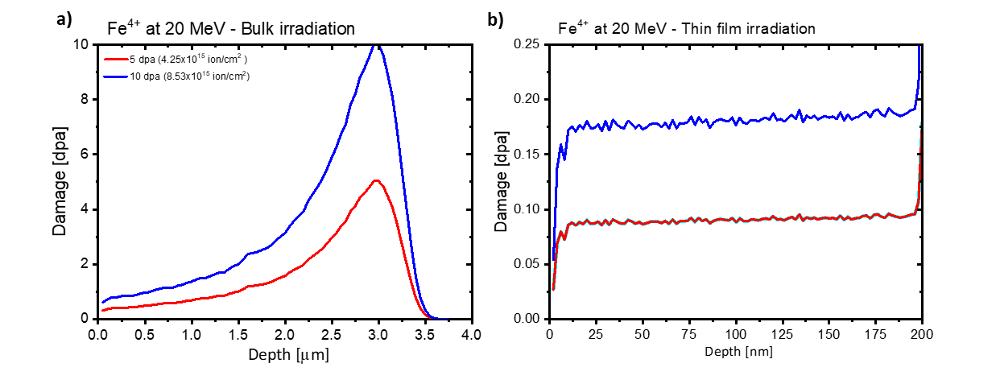 a)
Fe⁴⁺ at 20 MeV - Bulk irradiation
5 dpa (4.25x10¹⁵ ion/cm² )
10 dpa (8.53x10¹⁵ ion/cm²)
Damage [dpa]
10
8
6
4
2
0
0.0 0.5 1.0 1.5 2.0 2.5 3.0 3.5 4.0
Depth [μm]
b)
Fe⁴⁺ at 20 MeV - Thin film irradiation
Damage [dpa]
0.25
0.20
0.15
0.10
0.05
0.00
0 25 50 75 100 125 150 175 200
Depth [nm]